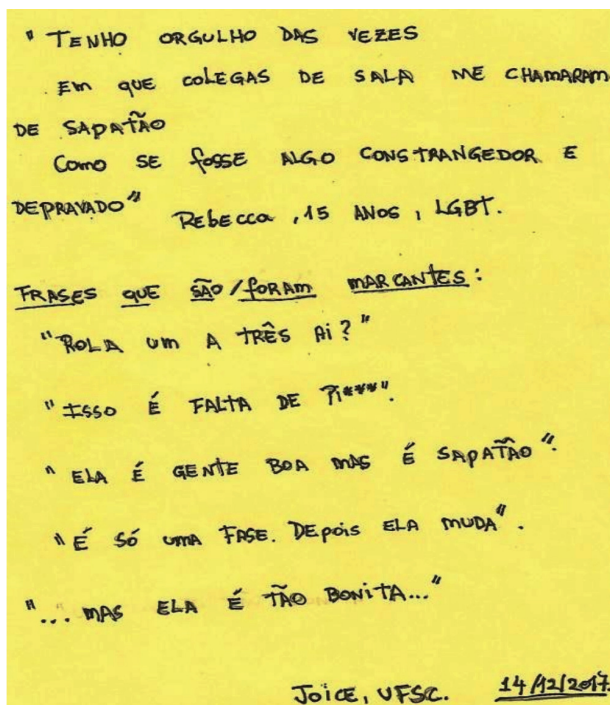 "TENHO ORGULHO DAS VEZES
Em que colegas de sala me chamaram
DE SAPATÃO
Como se fosse algo constrangedor e
DEPRAVADO" Rebecca, 15 anos, LGBT.
FRASES QUE SÃO/FORAM MARCANTES:
"ROLA um A TRÊS Aí?"
"ISSO É FALTA DE Pi***".
"ELA É GENTE BOA MAS É SAPATÃO".
"É SÓ UMA FASE. DEPOIS ELA MUDA".
"... MAS ELA É TÃO BONITA..."
JOICE, UFSC. 14/12/2017.